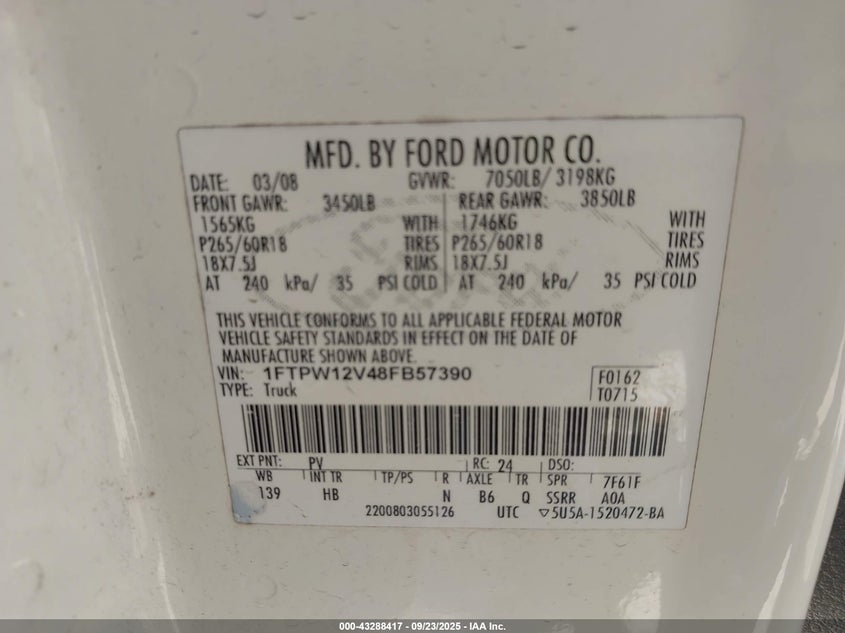 MFD. BY FORD MOTOR CO.
DATE: 03/08 GVWR: 7050LB/ 3198KG
FRONT GAWR: 3450LB REAR GAWR: 3850LB
1565KG WITH 1746KG WITH
P265/60R18 TIRES P265/60R18 TIRES
18X7.5J RIMS 18X7.5J RIMS
AT 240 kPa/ 35 PSI COLD AT 240 kPa/ 35 PSI COLD
THIS VEHICLE CONFORMS TO ALL APPLICABLE FEDERAL MOTOR
VEHICLE SAFETY STANDARDS IN EFFECT ON THE DATE OF
MANUFACTURE SHOWN ABOVE.
VIN: 1FTPW12V48FB57390 F0162
TYPE: Truck T0715
EXT PNT: PV RC: 24 DSO:
WB INT TR TP/PS R AXLE TR SPR 7F61F
139 HB N B6 Q SSRR A0A
2200803055126 UTC ▽5U5A-1520472-BA
000-43288417 - 09/23/2025 - IAA Inc.